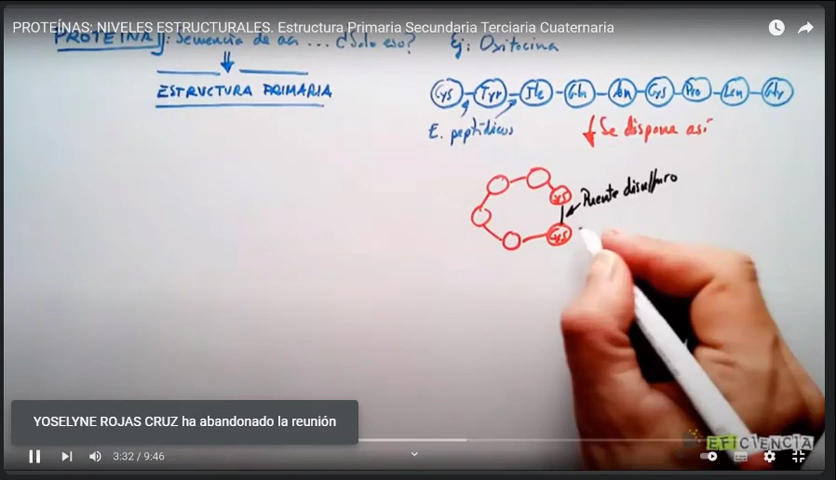 PROTEÍNAS: NIVELES ESTRUCTURALES. Estructura Primaria Secundaria Terciaria Cuaternaria
PROTEÍNA: Secuencia de aa ... ¿Solo eso?
Ej: Oxitocina
ESTRUCTURA PRIMARIA
Cys Tyr Ile Gln Asn Cys Pro Leu Gly
E. peptídicos
Se dispone así
Cys
Puente disulfuro
Cys
YOSELYNE ROJAS CRUZ ha abandonado la reunión
3:32 / 9:46
EFICIENCIA